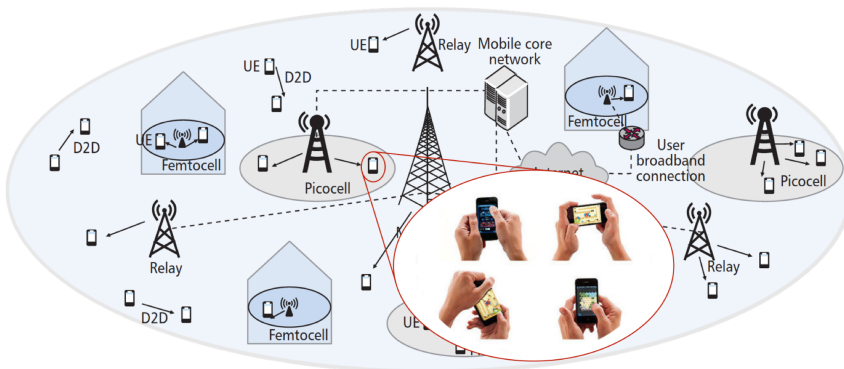 UE
Relay
Mobile core
network
UE
D2D
Femtocell
D2D
UE
Femtocell
User
broadband
connection
Picocell
Picocell
Relay
Relay
D2D
Femtocell
UE